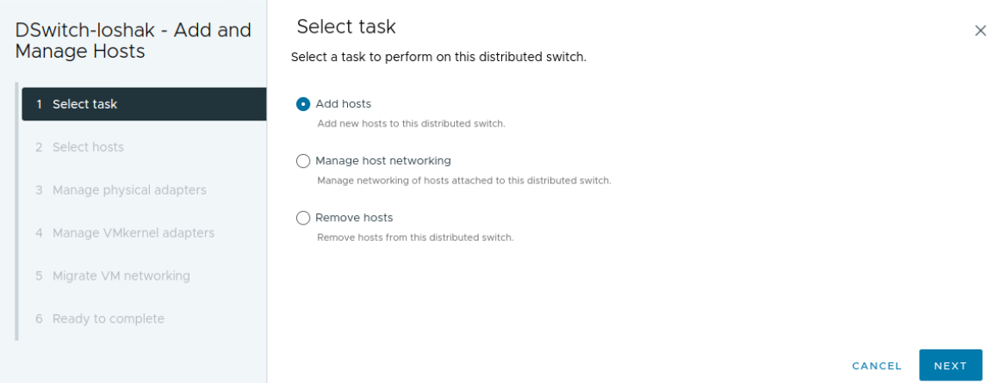 DSwitch-loshak - Add and
Manage Hosts
1 Select task
2 Select hosts
3 Manage physical adapters
4 Manage VMkernel adapters
5 Migrate VM networking
6 Ready to complete
Select task
Select a task to perform on this distributed switch.
Add hosts
Add new hosts to this distributed switch.
Manage host networking
Manage networking of hosts attached to this distributed switch.
Remove hosts
Remove hosts from this distributed switch.
CANCEL
NEXT